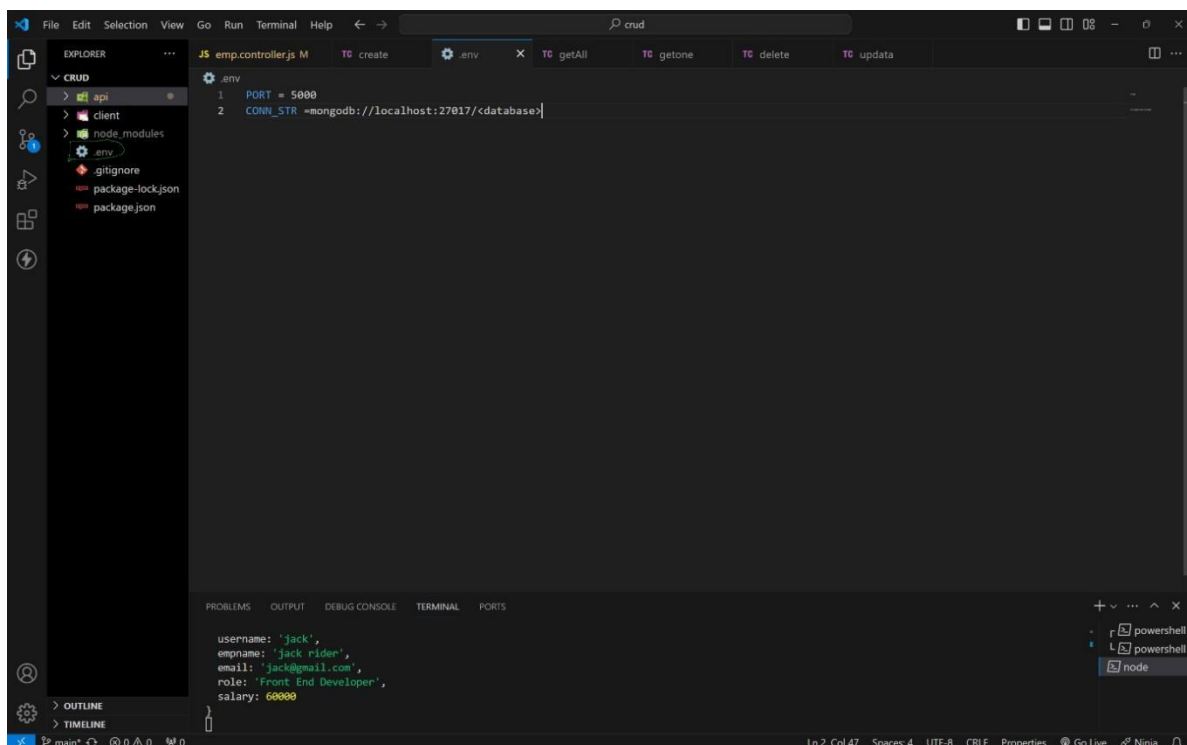 File Edit Selection View Go Run Terminal Help
crud
EXPLORER
JS emp.controller.js M
TC create
.env
TC getAll
TC getone
TC delete
TC updata
CRUD
.env
api
client
node_modules
.env
.gitignore
package-lock.json
package.json
1 PORT = 5000
2 CONN_STR =mongodb://localhost:27017/<database>
PROBLEMS OUTPUT DEBUG CONSOLE TERMINAL PORTS
username: 'jack',
empname: 'jack rider',
email: 'jack@gmail.com',
role: 'Front End Developer',
salary: 60000
}
powershell
powershell
node
OUTLINE
TIMELINE
main* 0 0 0 Ln 2, Col 47 Spaces: 4 UTF-8 CRLF Properties Go Live Ninja